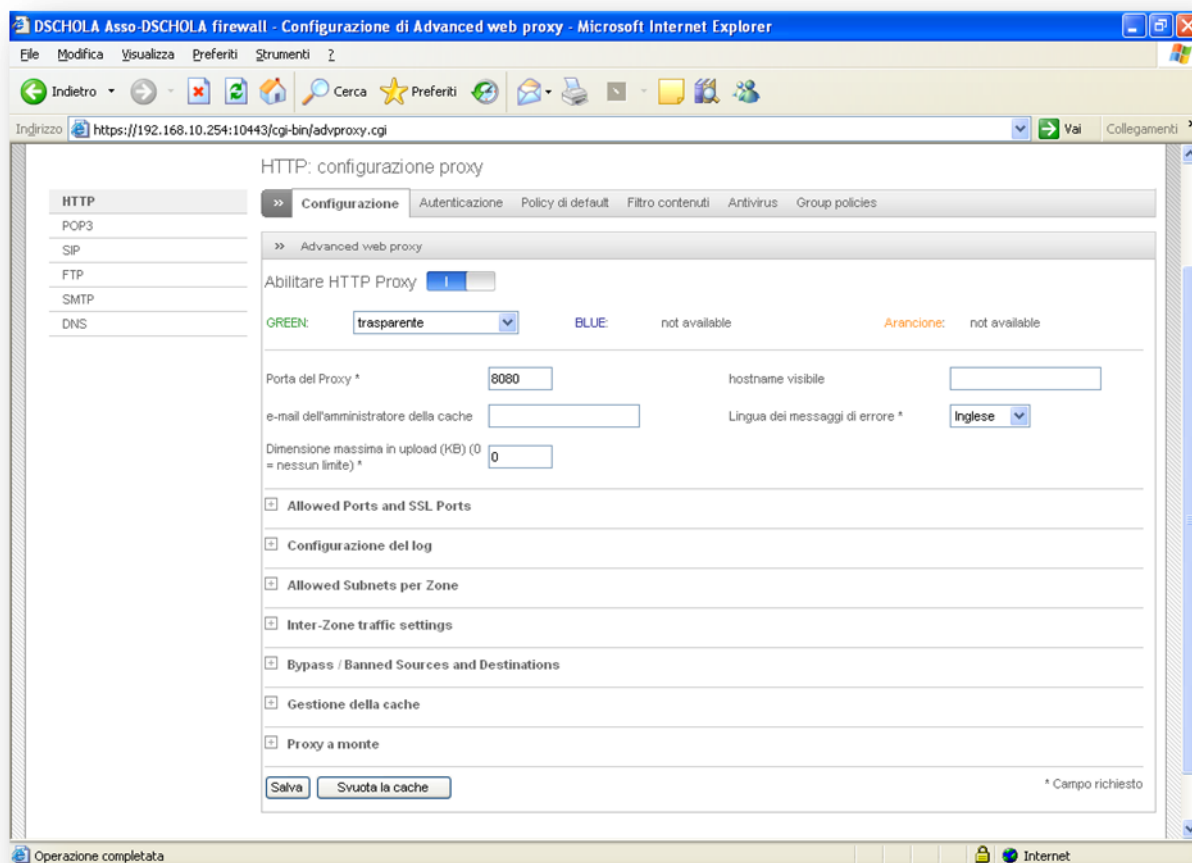 DSCHOLA Asso-DSCHOLA firewall - Configurazione di Advanced web proxy - Microsoft Internet Explorer
File Modifica Visualizza Preferiti Strumenti ?
Indietro Cerca Preferiti
Indirizzo https://192.168.10.254:10443/cgi-bin/advproxy.cgi Vai Collegamenti »
HTTP: configurazione proxy
HTTP
POP3
SIP
FTP
SMTP
DNS
» Configurazione Autenticazione Policy di default Filtro contenuti Antivirus Group policies
» Advanced web proxy
Abilitare HTTP Proxy I
GREEN: trasparente BLUE: not available Arancione: not available
Porta del Proxy * 8080 hostname visibile
e-mail dell'amministratore della cache Lingua dei messaggi di errore * Inglese
Dimensione massima in upload (KB) (0
= nessun limite) * 0
Allowed Ports and SSL Ports
Configurazione del log
Allowed Subnets per Zone
Inter-Zone traffic settings
Bypass / Banned Sources and Destinations
Gestione della cache
Proxy a monte
Salva Svuota la cache * Campo richiesto
Operazione completata Internet